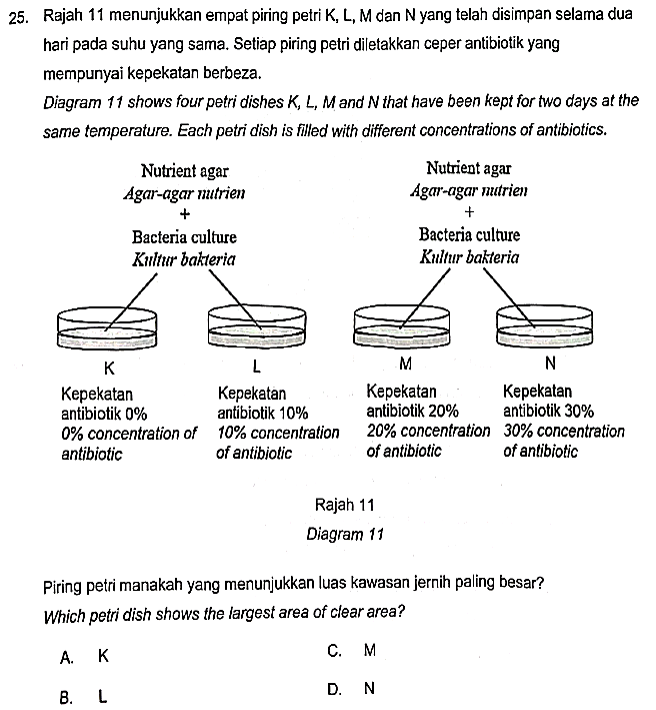 25. Rajah 11 menunjukkan empat piring petri K, L, M dan N yang telah disimpan selama dua
hari pada suhu yang sama. Setiap piring petri diletakkan ceper antibiotik yang
mempunyai kepekatan berbeza.
Diagram 11 shows four petri dishes K, L, M and N that have been kept for two days at the
same temperature. Each petri dish is filled with different concentrations of antibiotics.
Nutrient agar
Agar-agar nutrien
+
Bacteria culture
Kultur bakteria
Nutrient agar
Agar-agar nutrien
+
Bacteria culture
Kultur bakteria
K
Kepekatan
antibiotik 0%
0% concentration of
antibiotic
L
Kepekatan
antibiotik 10%
10% concentration
of antibiotic
M
Kepekatan
antibiotik 20%
20% concentration
of antibiotic
N
Kepekatan
antibiotik 30%
30% concentration
of antibiotic
Rajah 11
Diagram 11
Piring petri manakah yang menunjukkan luas kawasan jernih paling besar?
Which petri dish shows the largest area of clear area?
A. K
B. L
C. M
D. N